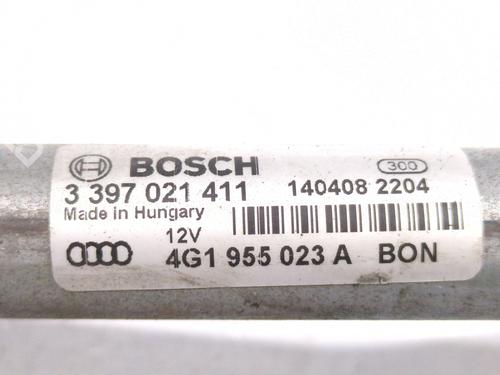 BOSCH 300
3 397 021 411 140408 2204
Made in Hungary
12V
4G1 955 023 A BON